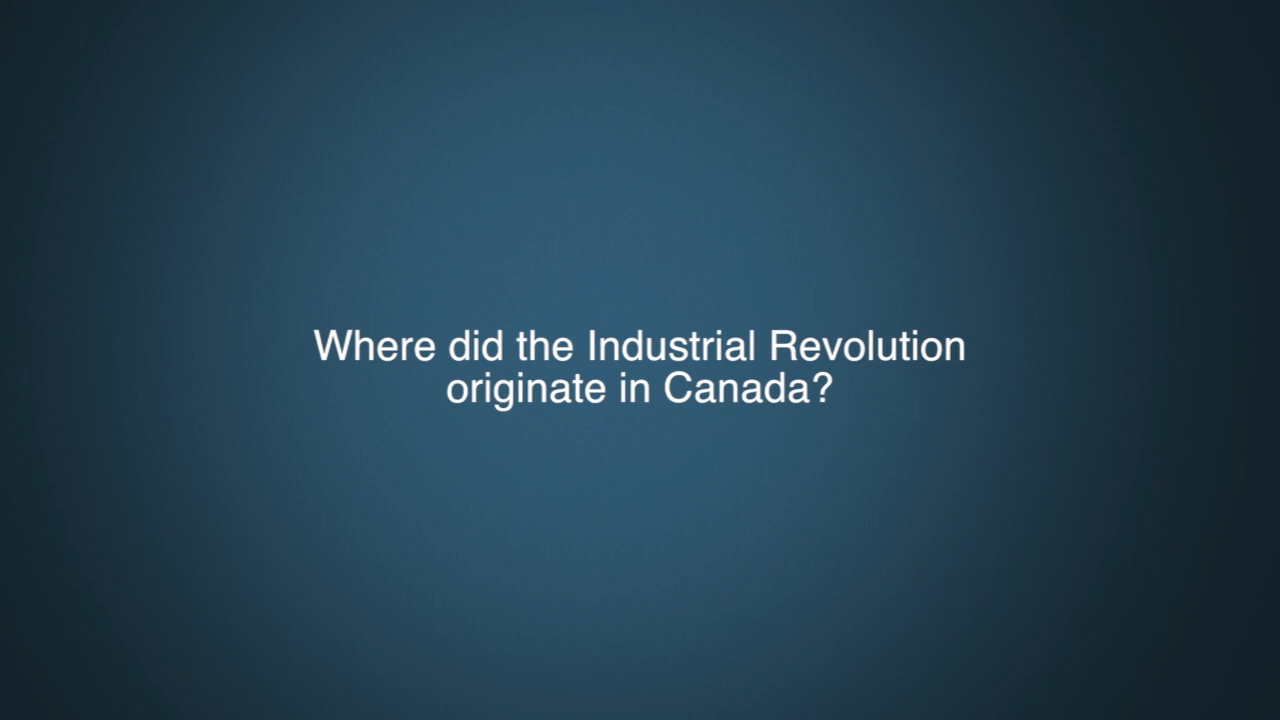 Where did the Industrial Revolution
originate in Canada?